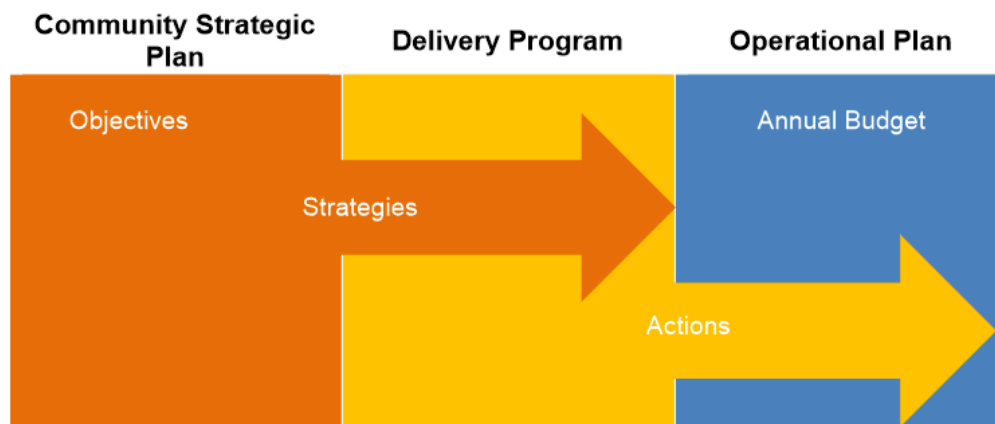 Community Strategic
Plan
Delivery Program
Operational Plan
Objectives
Annual Budget
Strategies
Actions